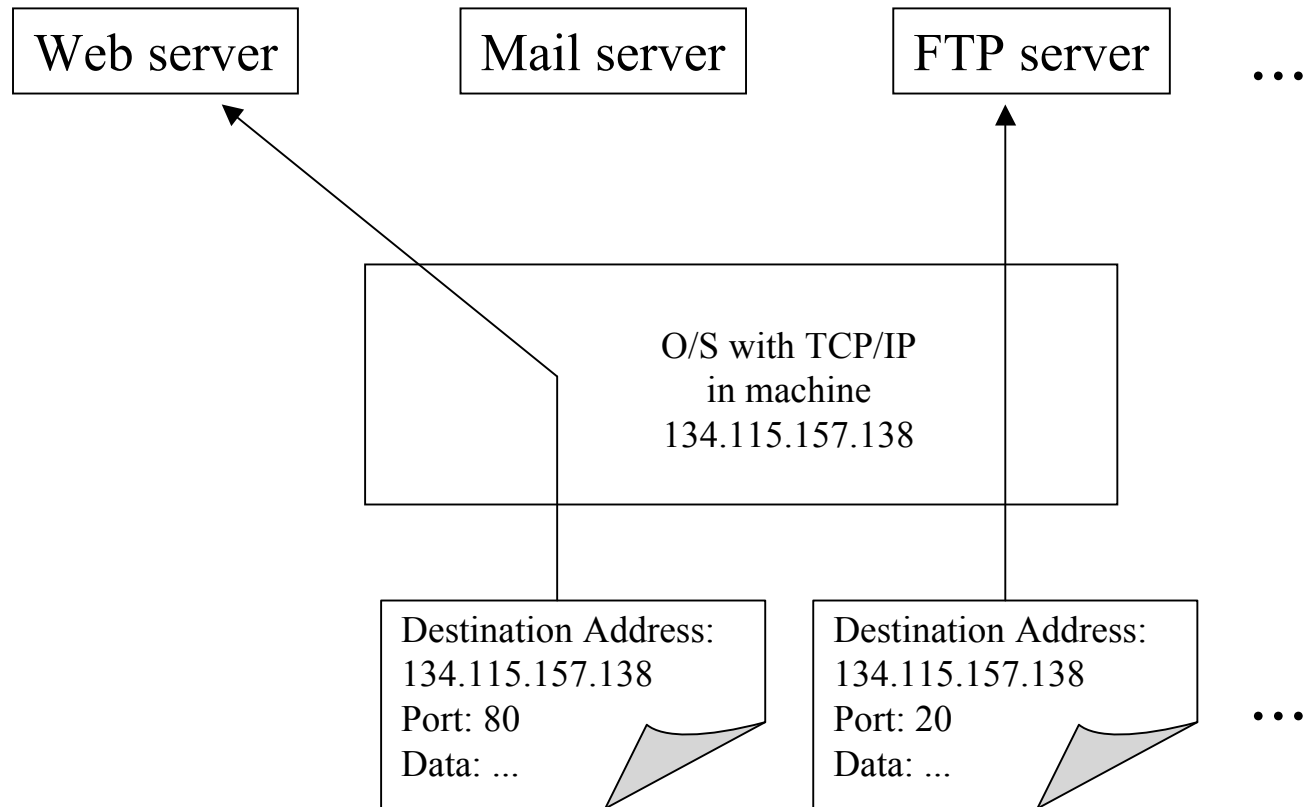 Web server
Mail server
FTP server
...
O/S with TCP/IP
in machine
134.115.157.138
Destination Address:
134.115.157.138
Port: 80
Data: ...
Destination Address:
134.115.157.138
Port: 20
Data: ...
...